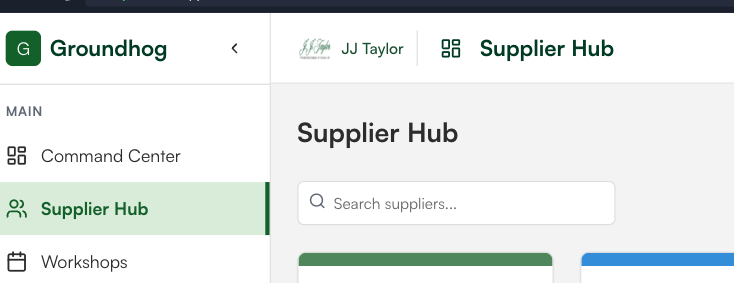 G Groundhog
JJ Taylor
Supplier Hub
MAIN
Command Center
Supplier Hub
Workshops
Supplier Hub
Search suppliers...